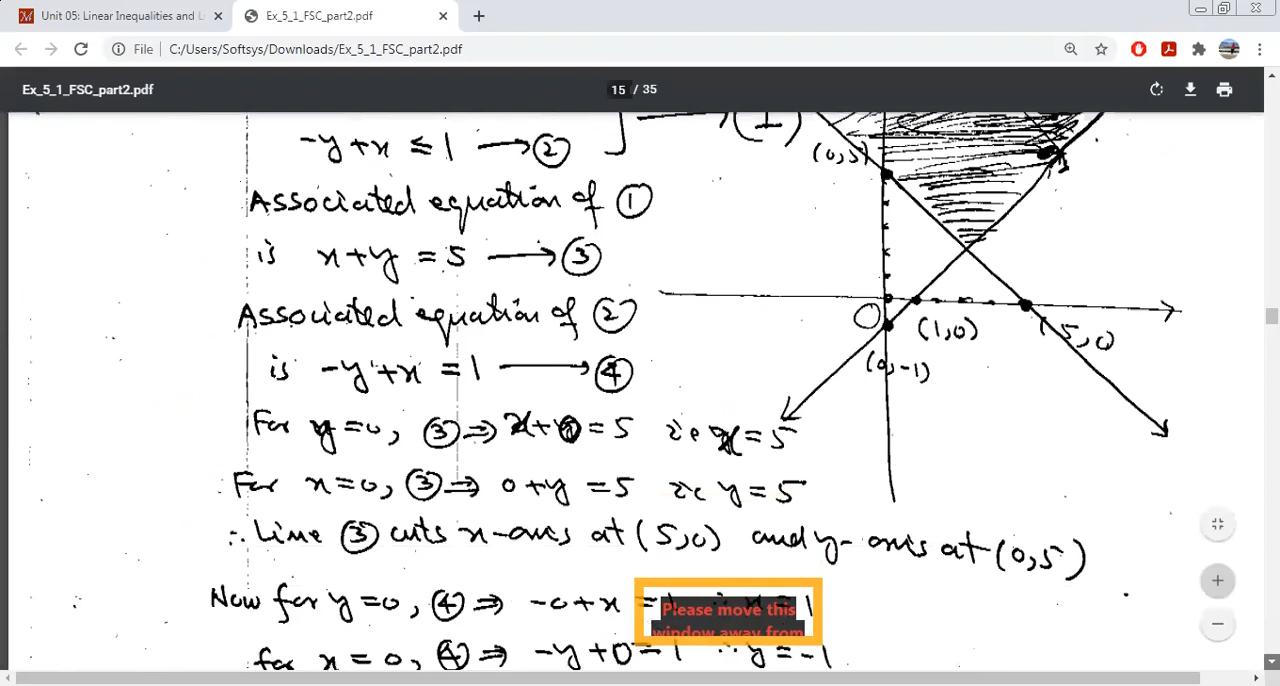 Unit 05: Linear Inequalities and L
Ex_5_1_FSC_part2.pdf
File
C:/Users/Softsys/Downloads/Ex_5_1_FSC_part2.pdf
Ex_5_1_FSC_part2.pdf
15 / 35
-y+x ≤ 1 → ②
(I)
(0,5)
Associated equation of ①
is x+y = 5 → ③
Associated equation of ②
O
(1,0)
(5,0)
is -y+x = 1 → ④
(0,-1)
For y=0, ③ ⇒ x+0 = 5 ie x = 5
For x=0, ③ ⇒ 0+y = 5 ie y = 5
∴ Line ③ cuts x-axis at (5,0) and y-axis at (0,5)
Now for y=0, ④ ⇒ -0+x = 1 ∴ x = 1
Please move this
window away from
for x = 0, ④ ⇒ -y+0 = 1 ∴ y = -1